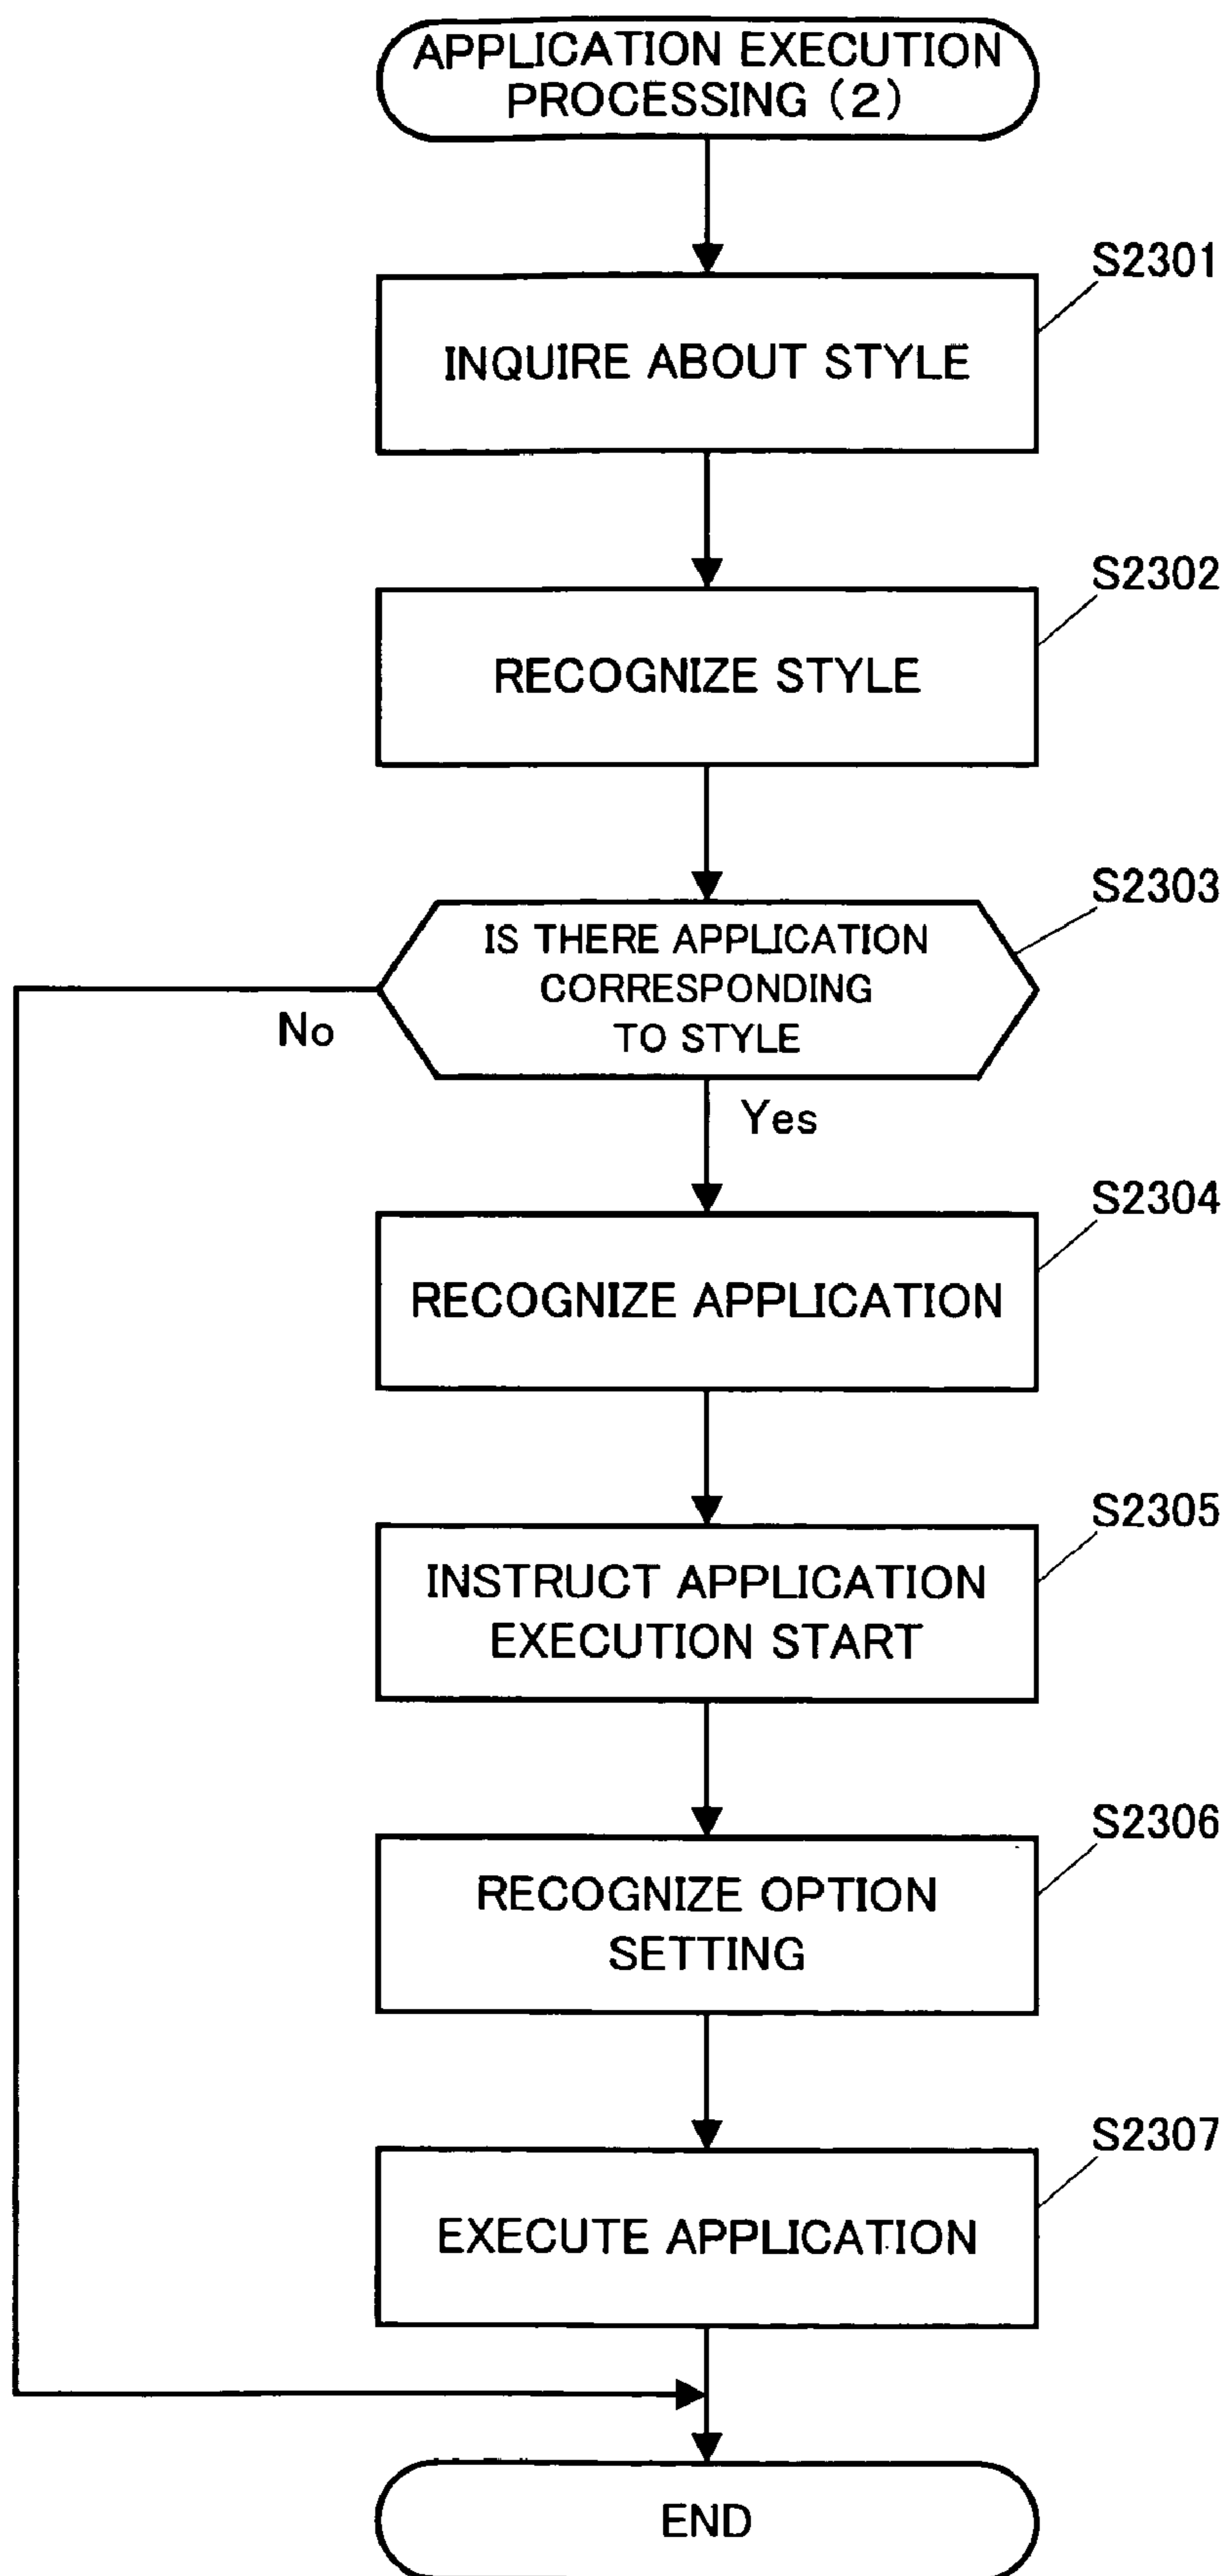 APPLICATION EXECUTION
PROCESSING (2)
S2301
INQUIRE ABOUT STYLE
S2302
RECOGNIZE STYLE
S2303
IS THERE APPLICATION
CORRESPONDING
TO STYLE
No
Yes
S2304
RECOGNIZE APPLICATION
S2305
INSTRUCT APPLICATION
EXECUTION START
S2306
RECOGNIZE OPTION
SETTING
S2307
EXECUTE APPLICATION
END